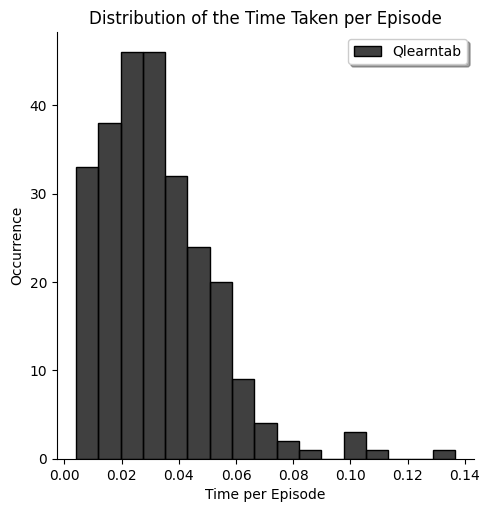 Distribution of the Time Taken per Episode
Qlearntab
40
30
20
10
0
Occurrence
0.00 0.02 0.04 0.06 0.08 0.10 0.12 0.14
Time per Episode